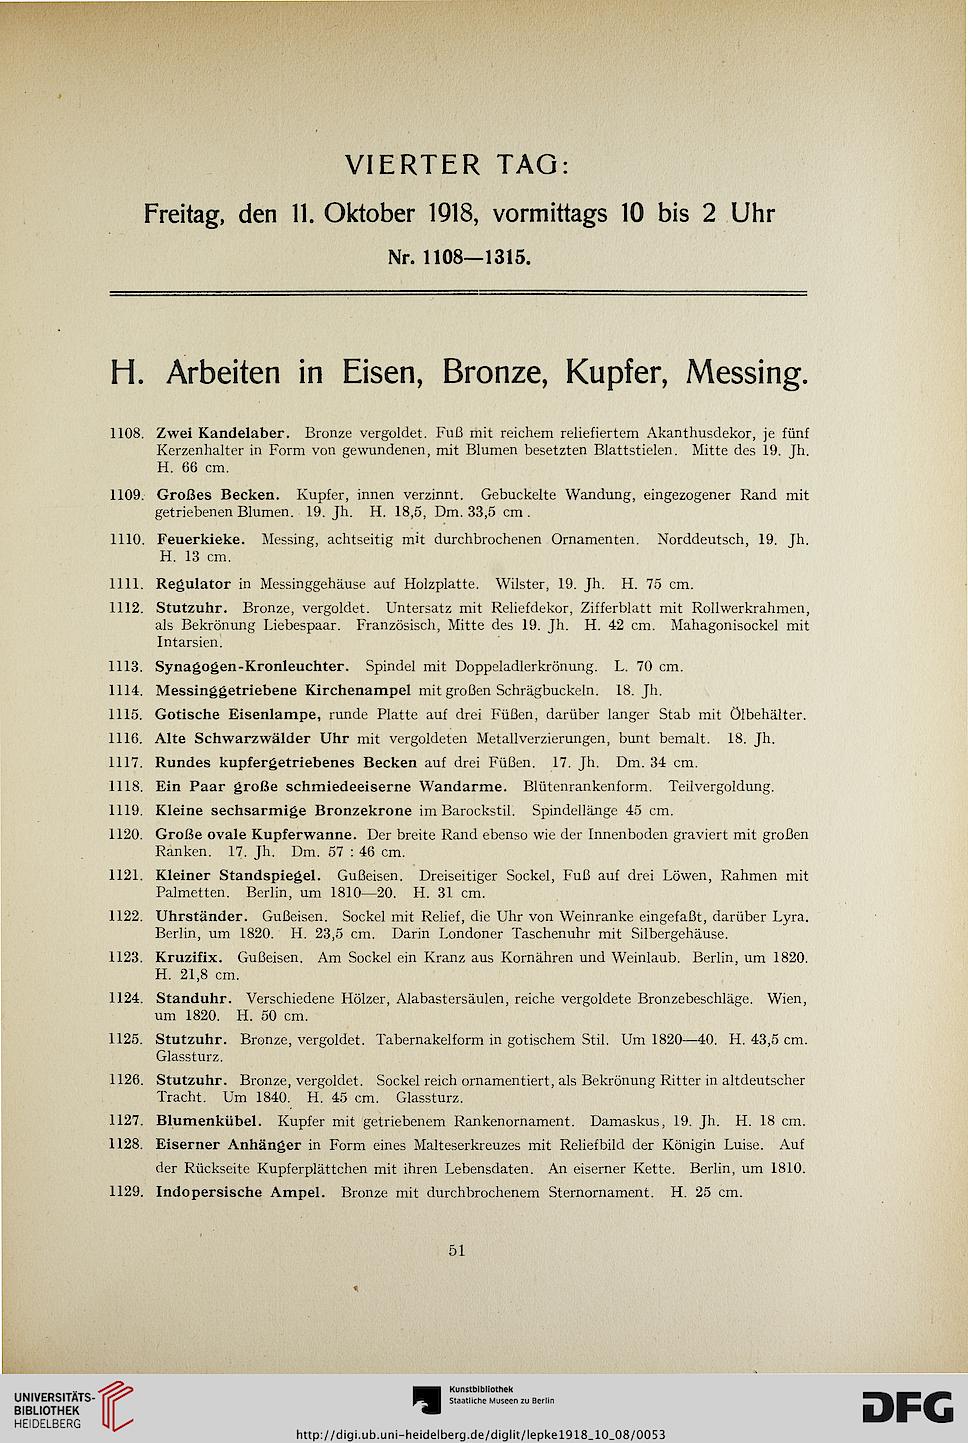 VIERTER TAG:
Freitag, den 11. Oktober 1918, vormittags 10 bis 2 Uhr
Nr. 1108—1315.
H. Arbeiten in Eisen, Bronze, Kupfer, Messing.
1108. Zwei Kandelaber. Bronze vergoldet. Fuß mit reichem reliefiertem Akanthusdekor, je fünf
Kerzenhalter in Form von gewundenen, mit Blumen besetzten Blattstielen. Mitte des 19. Jh.
H. 66 cm.
1109. Großes Becken. Kupfer, innen verzinnt. Gebuckelte Wandung, eingezogener Rand mit
getriebenen Blumen. 19. Jh. H. 18,5, Dm. 33,5 cm.
1110. Feuerkieke. Messing, achtseitig mit durchbrochenen Ornamenten. Norddeutsch, 19. Jh.
H. 13 cm.
1111. Regulator in Messinggehäuse auf Holzplatte. Wilster, 19. Jh. H. 75 cm.
1112. Stutzuhr. Bronze, vergoldet. Untersatz mit Reliefdekor, Zifferblatt mit Rollwerkrahmen,
als Bekrönung Liebespaar. Französisch, Mitte des 19. Jh. H. 42 cm. Mahagonisockel mit
Intarsien.
1113. Synagogen-Kronleuchter. Spindel mit Doppeladlerkrönung. L. 70 cm.
1114. Messinggetriebene Kirchenampel mit großen Schrägbuckeln. 18. Jh.
1115. Gotische Eisenlampe, runde Platte auf drei Füßen, darüber langer Stab mit Ölbehälter.
1116. Alte Schwarzwälder Uhr mit vergoldeten Metallverzierungen, bunt bemalt. 18. Jh.
1117. Rundes kupfergetriebenes Becken auf drei Füßen. 17. Jh. Dm. 34 cm.
1118. Ein Paar große schmiedeeiserne Wandarme. Blütenrankenform. Teilvergoldung.
1119. Kleine sechsarmige Bronzekrone im Barockstil. Spindellänge 45 cm.
1120. Große ovale Kupferwanne. Der breite Rand ebenso wie der Innenboden graviert mit großen
Ranken. 17. Jh. Dm. 57 : 46 cm.
1121. Kleiner Standspiegel. Gußeisen. Dreiseitiger Sockel, Fuß auf drei Löwen, Rahmen mit
Palmetten. Berlin, um 1810—20. H. 31 cm.
1122. Uhrständer. Gußeisen. Sockel mit Relief, die Uhr von Weinranke eingefaßt, darüber Lyra.
Berlin, um 1820. H. 23,5 cm. Darin Londoner Taschenuhr mit Silbergehäuse.
1123. Kruzifix. Gußeisen. Am Sockel ein Kranz aus Kornähren und Weinlaub. Berlin, um 1820.
H. 21,8 cm.
1124. Standuhr. Verschiedene Hölzer, Alabastersäulen, reiche vergoldete Bronzebeschläge. Wien,
um 1820. H. 50 cm.
1125. Stutzuhr. Bronze, vergoldet. Tabernakelform in gotischem Stil. Um 1820—40. H. 43,5 cm.
Glassturz.
1126. Stutzuhr. Bronze, vergoldet. Sockel reich ornamentiert, als Bekrönung Ritter in altdeutscher
Tracht. Um 1840. H. 45 cm. Glassturz.
1127. Blumenkübel. Kupfer mit getriebenem Rankenornament. Damaskus, 19. Jh. H. 18 cm.
1128. Eiserner Anhänger in Form eines Malteserkreuzes mit Reliefbild der Königin Luise. Auf
der Rückseite Kupferplättchen mit ihren Lebensdaten. An eiserner Kette. Berlin, um 1810.
1129. Indopersische Ampel. Bronze mit durchbrochenem Sternornament. H. 25 cm.
51
UNIVERSITÄTS-
BIBLIOTHEK
HEIDELBERG
Kunstbibliothek
Staatliche Museen zu Berlin
DFG
http://digi.ub.uni-heidelberg.de/diglit/lepke1918_10_08/0053